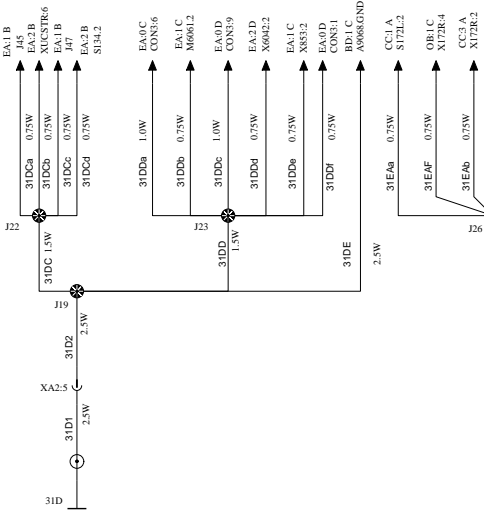 EA:1 B
J45
EA:2 B
XUCSTR:6
EA:1 B
J47
EA:2 B
S134.2
EA:0 C
CON3:6
EA:1 C
M6061.2
EA:0 D
CON3:9
EA:2 D
X6042:2
EA:1 C
X853:2
EA:0 D
CON3:1
BD:1 C
A9068.GND
CC:1 A
S172L:2
OB:1 C
X172R:4
CC:3 A
X172R:2
31DCa 0.75W
31DCb 0.75W
31DCc 0.75W
31DCd 0.75W
31DDa 1.0W
31DDb 0.75W
31DDc 1.0W
31DDd 0.75W
31DDe 0.75W
31DDf 0.75W
31EAa 0.75W
31EAF 0.75W
31EAb 0.75W
J22
J23
J26
31DC 1.5W
31DD 1.5W
31DE 2.5W
J19
31D2 2.5W
XA2:5
31D1 2.5W
31D